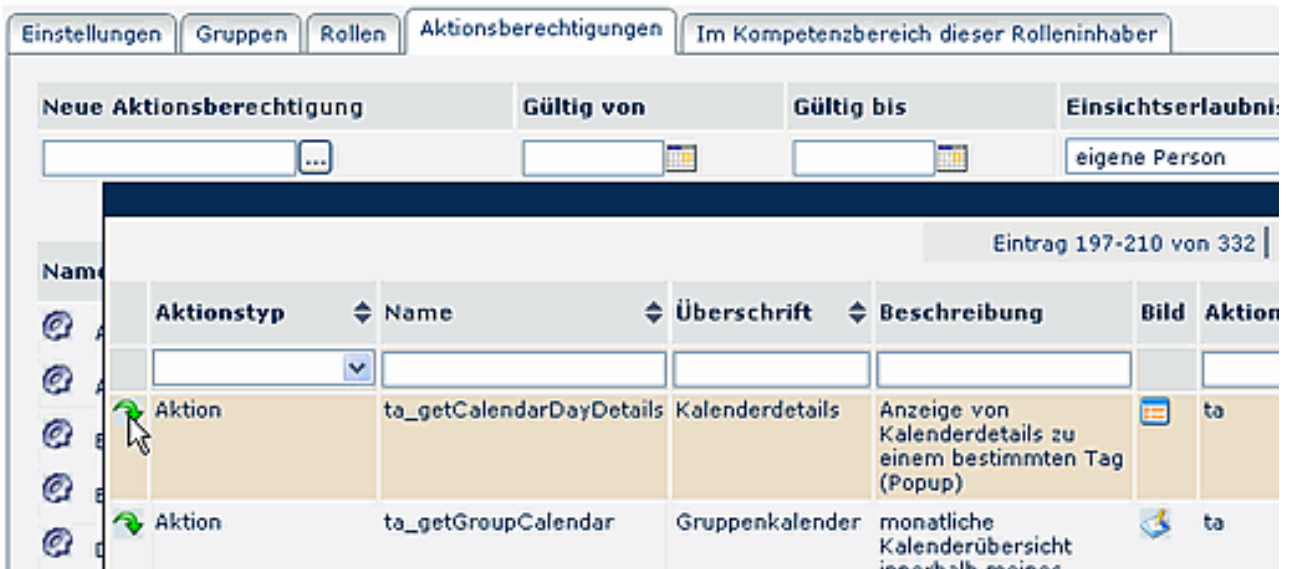 Einstellungen Gruppen Rollen Aktionsberechtigungen Im Kompetenzbereich dieser Rolleninhaber
Neue Aktionsberechtigung Gültig von Gültig bis
... eigene Person
Eintrag 197-210 von 332
Aktionstyp Name Überschrift Beschreibung Bild Aktion
Aktion ta_getCalendarDayDetails Kalenderdetails Anzeige von ta
Kalenderdetails zu
einem bestimmten Tag
(Popup)
Aktion ta_getGroupCalendar Gruppenkalender monatliche ta
Kalenderübersicht